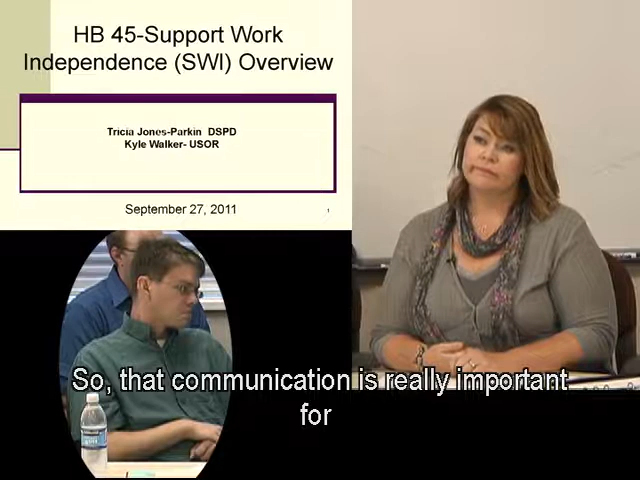 HB 45-Support Work
Independence (SWI) Overview
Tricia Jones-Parkin DSPD
Kyle Walker- USOR
September 27, 2011
1
So, that communication is really important
for